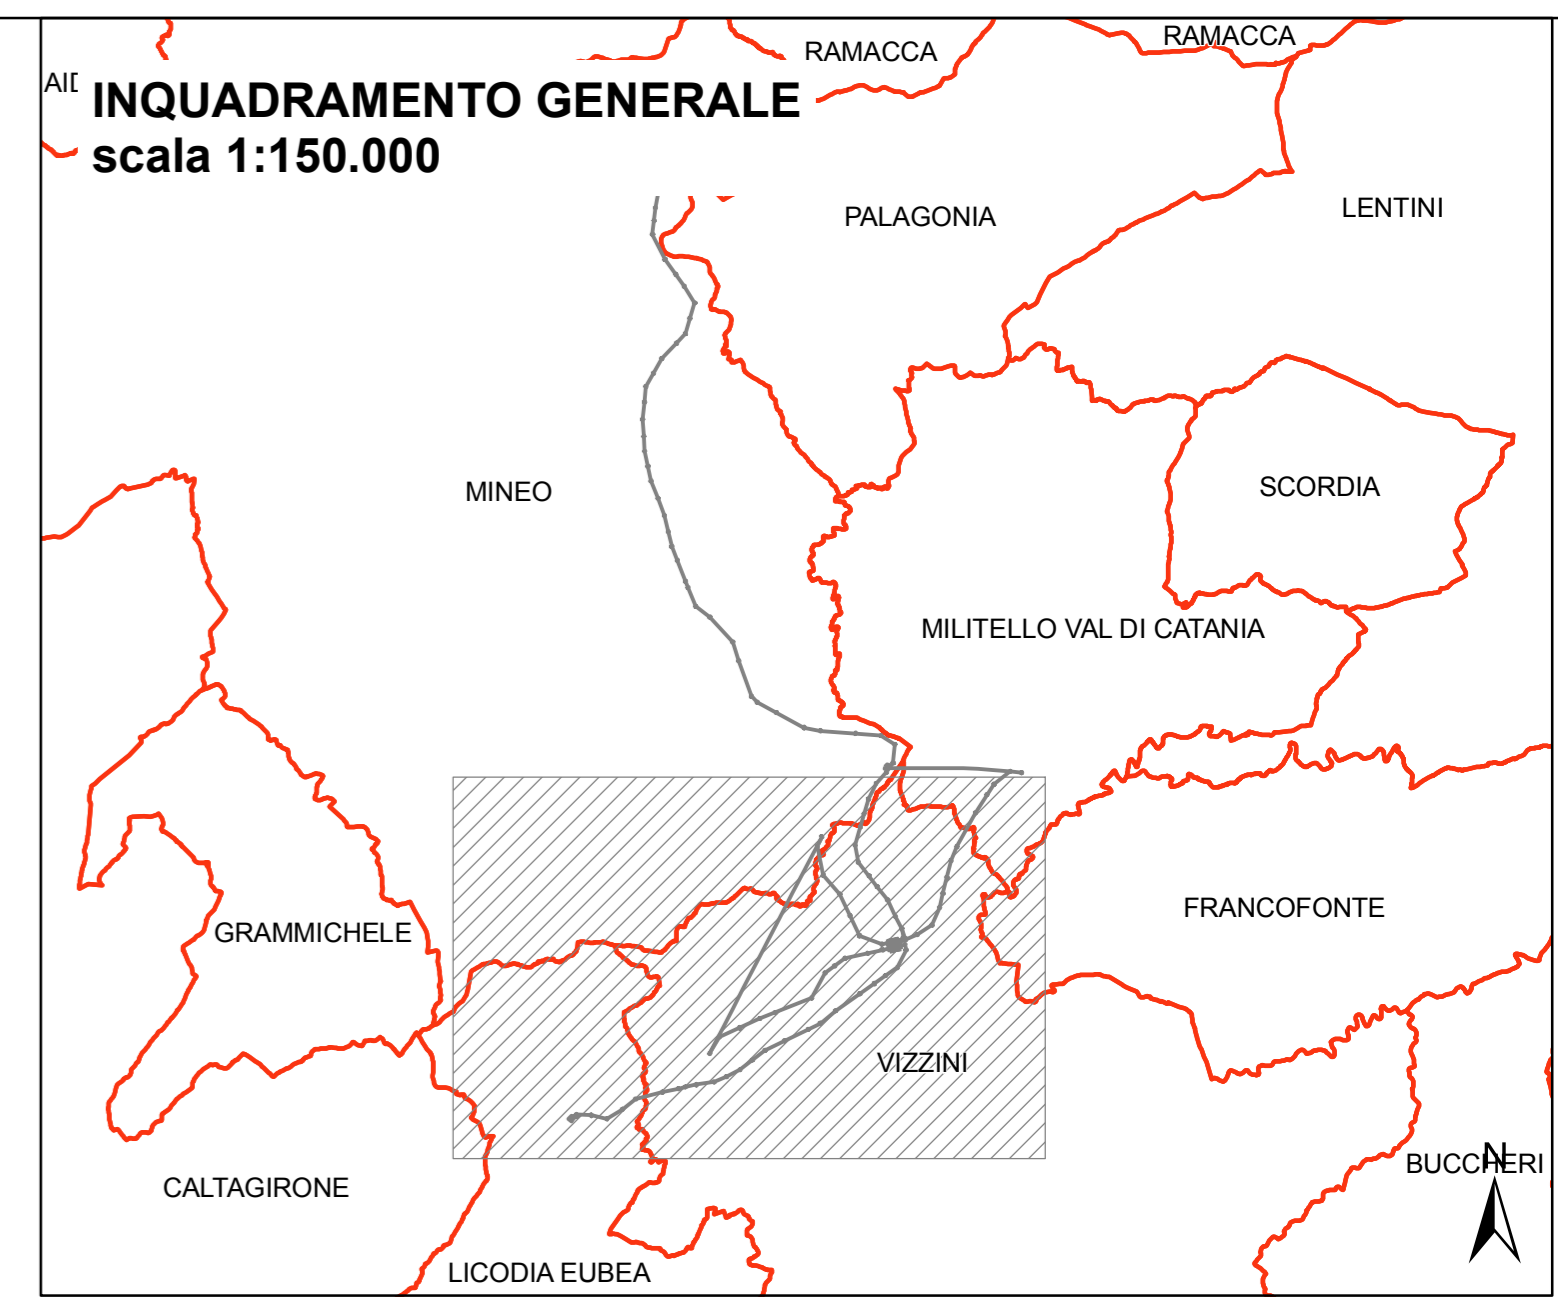 RAMACCA
RAMACCA
INQUADRAMENTO GENERALE
scala 1:150.000
LENTINI
PALAGONIA
SCORDIA
MINEO
MILITELLO VAL DI CATANIA
FRANCOFONTE
GRAMMICHELE
VIZZINI
N
BUCCHERI
CALTAGIRONE
LICODIA EUBEA